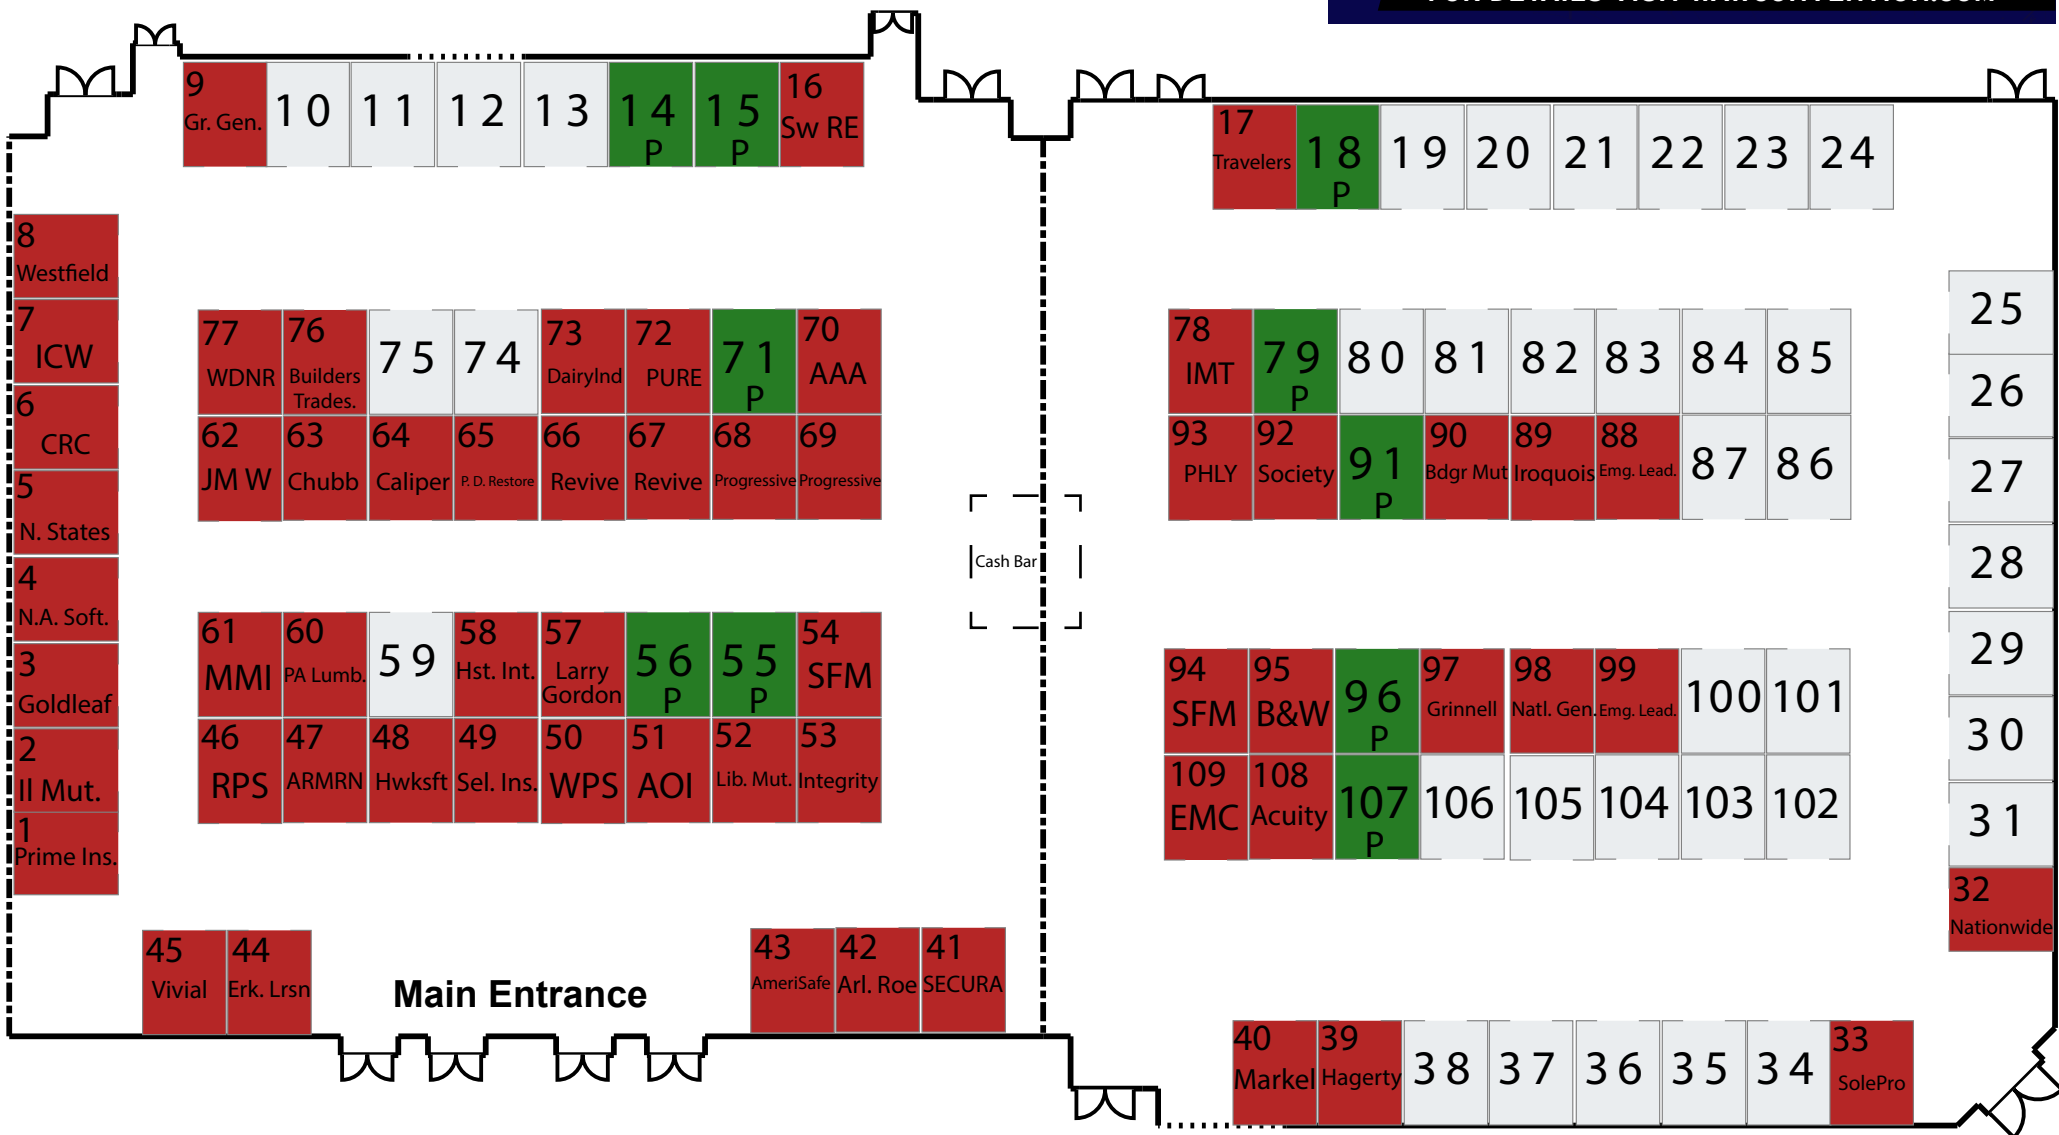 9
Gr. Gen.
10
11
12
13
14
P
15
P
16
Sw RE
17
Travelers
18
P
19
20
21
22
23
24
8
Westfield
7
ICW
6
CRC
5
N. States
4
N.A. Soft.
3
Goldleaf
2
Il Mut.
1
Prime Ins.
77
WDNR
76
Builders
Trades.
75
74
73
DairyInd
72
PURE
71
P
70
AAA
62
JM W
63
Chubb
64
Caliper
65
P. D. Restore
66
Revive
67
Revive
68
Progressive
69
Progressive
78
IMT
79
P
80
81
82
83
84
85
93
PHLY
92
Society
91
P
90
Bdgr Mut
89
Iroquois
88
Emg. Lead.
87
86
25
26
27
28
29
30
31
32
Nationwide
Cash Bar
61
MMI
60
PA Lumb.
59
58
Hst. Int.
57
Larry
Gordon
56
P
55
P
54
SFM
46
RPS
47
ARMRN
48
Hwksft
49
Sel. Ins.
50
WPS
51
AOI
52
Lib. Mut.
53
Integrity
94
SFM
95
B&W
96
P
97
Grinnell
98
Natl. Gen.
99
Emg. Lead.
100
101
109
EMC
108
Acuity
107
P
106
105
104
103
102
45
Vivial
44
Erk. Lrsn
Main Entrance
43
AmeriSafe
42
Arl. Roe
41
SECURA
40
Markel
39
Hagerty
38
37
36
35
34
33
SolePro